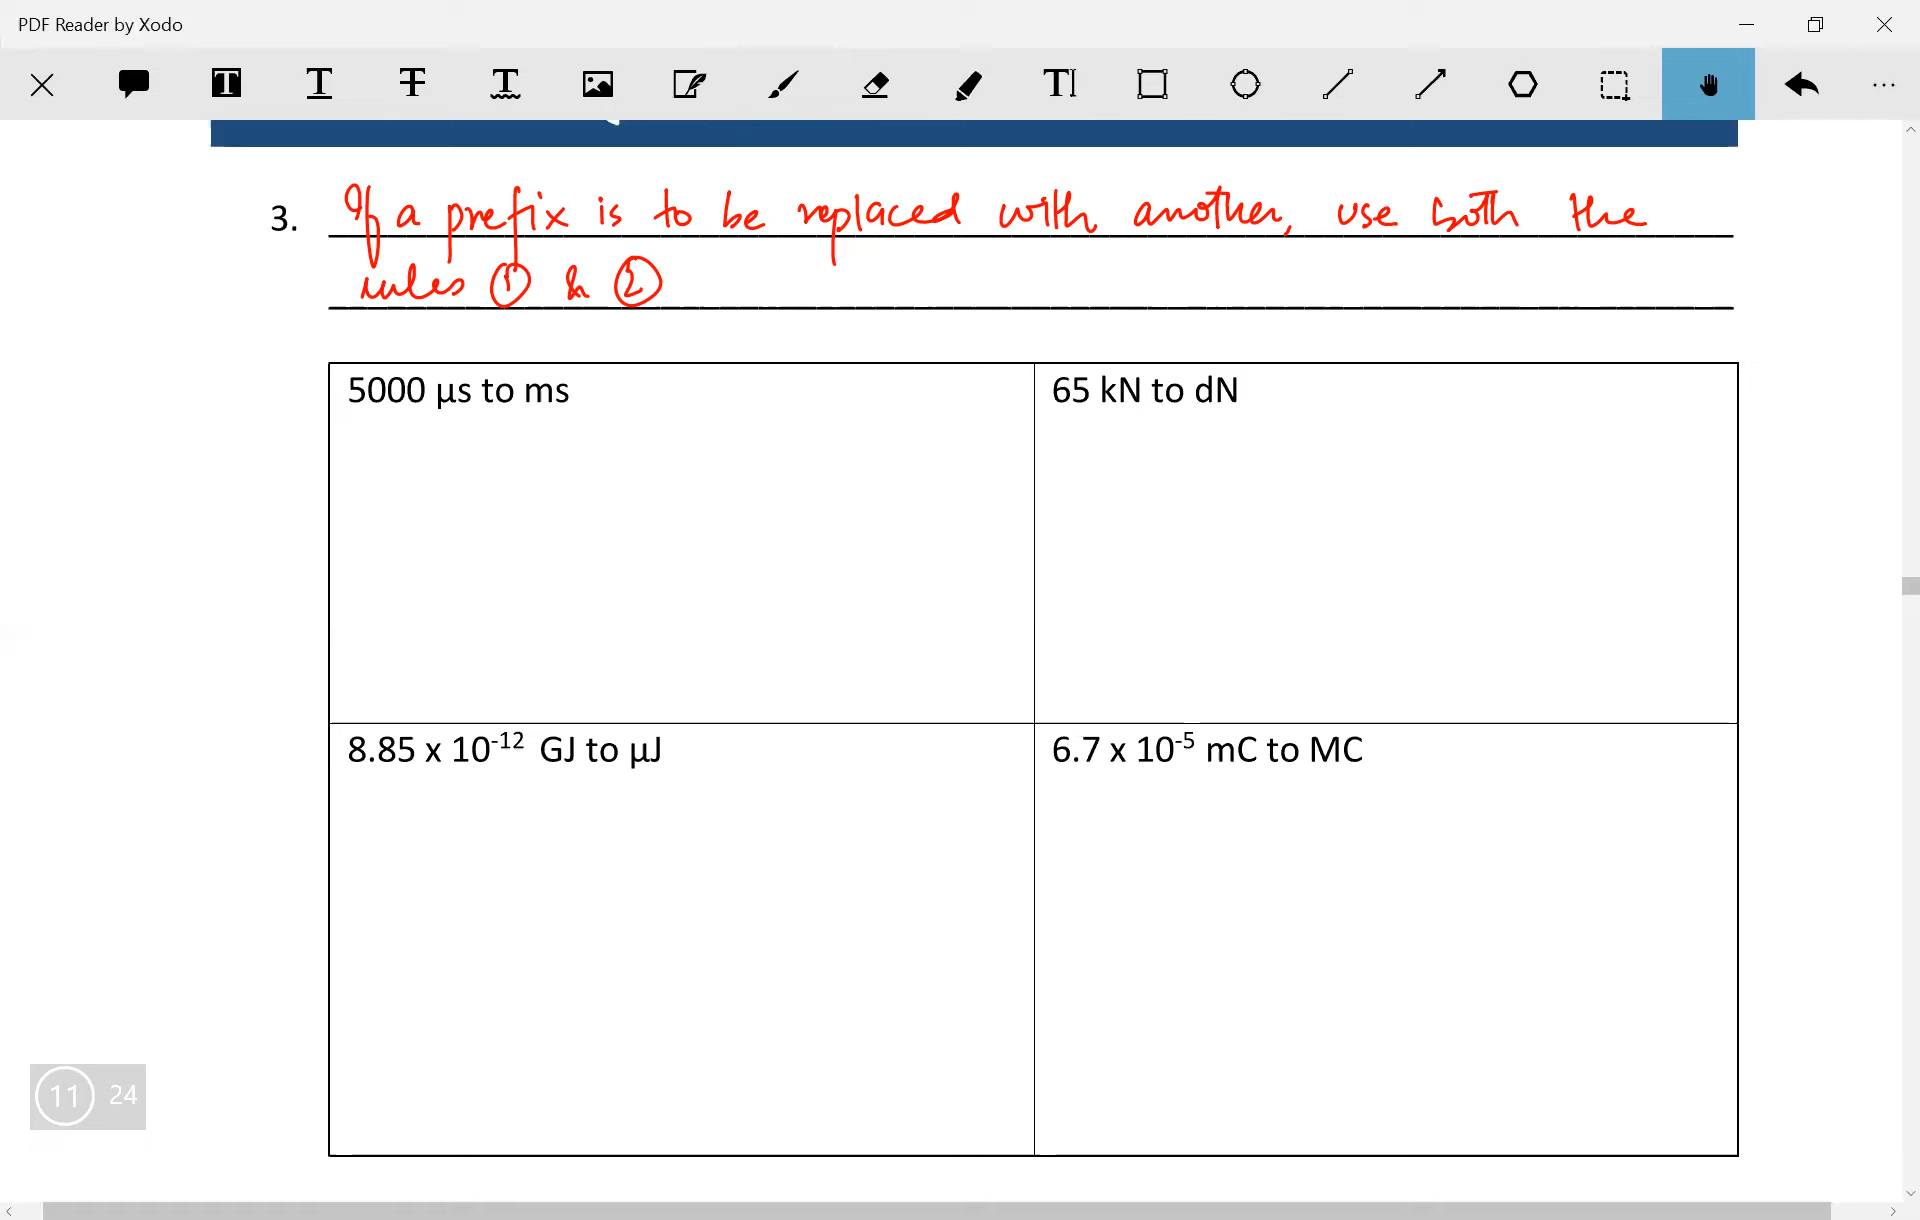 PDF Reader by Xodo
3. If a prefix is to be replaced with another, use both the
rules ① & ②
5000 µs to ms
65 kN to dN
8.85 x 10⁻¹² GJ to µJ
6.7 x 10⁻⁵ mC to MC
11 24